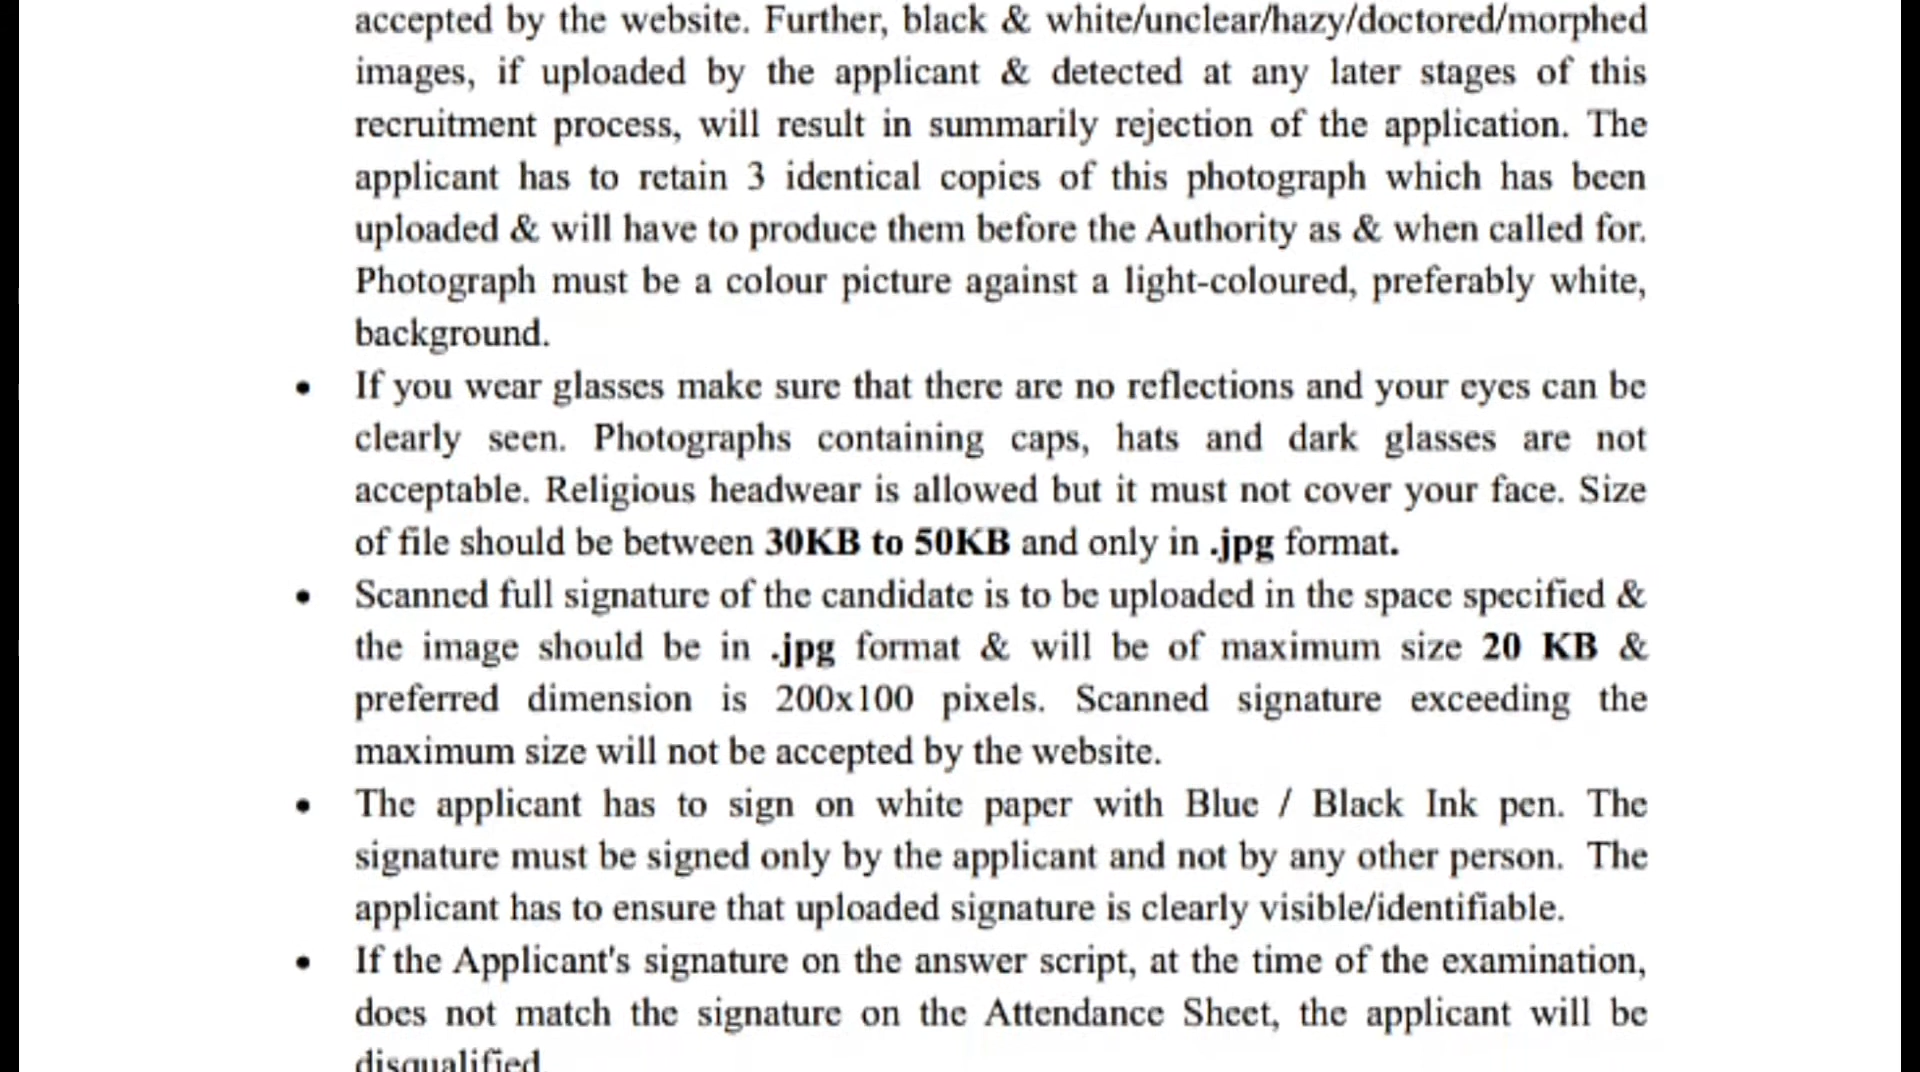 accepted by the website. Further, black & white/unclear/hazy/doctored/morphed
images, if uploaded by the applicant & detected at any later stages of this
recruitment process, will result in summarily rejection of the application. The
applicant has to retain 3 identical copies of this photograph which has been
uploaded & will have to produce them before the Authority as & when called for.
Photograph must be a colour picture against a light-coloured, preferably white,
background.
• If you wear glasses make sure that there are no reflections and your eyes can be
clearly seen. Photographs containing caps, hats and dark glasses are not
acceptable. Religious headwear is allowed but it must not cover your face. Size
of file should be between 30KB to 50KB and only in .jpg format.
• Scanned full signature of the candidate is to be uploaded in the space specified &
the image should be in .jpg format & will be of maximum size 20 KB &
preferred dimension is 200x100 pixels. Scanned signature exceeding the
maximum size will not be accepted by the website.
• The applicant has to sign on white paper with Blue / Black Ink pen. The
signature must be signed only by the applicant and not by any other person. The
applicant has to ensure that uploaded signature is clearly visible/identifiable.
• If the Applicant's signature on the answer script, at the time of the examination,
does not match the signature on the Attendance Sheet, the applicant will be
disqualified.